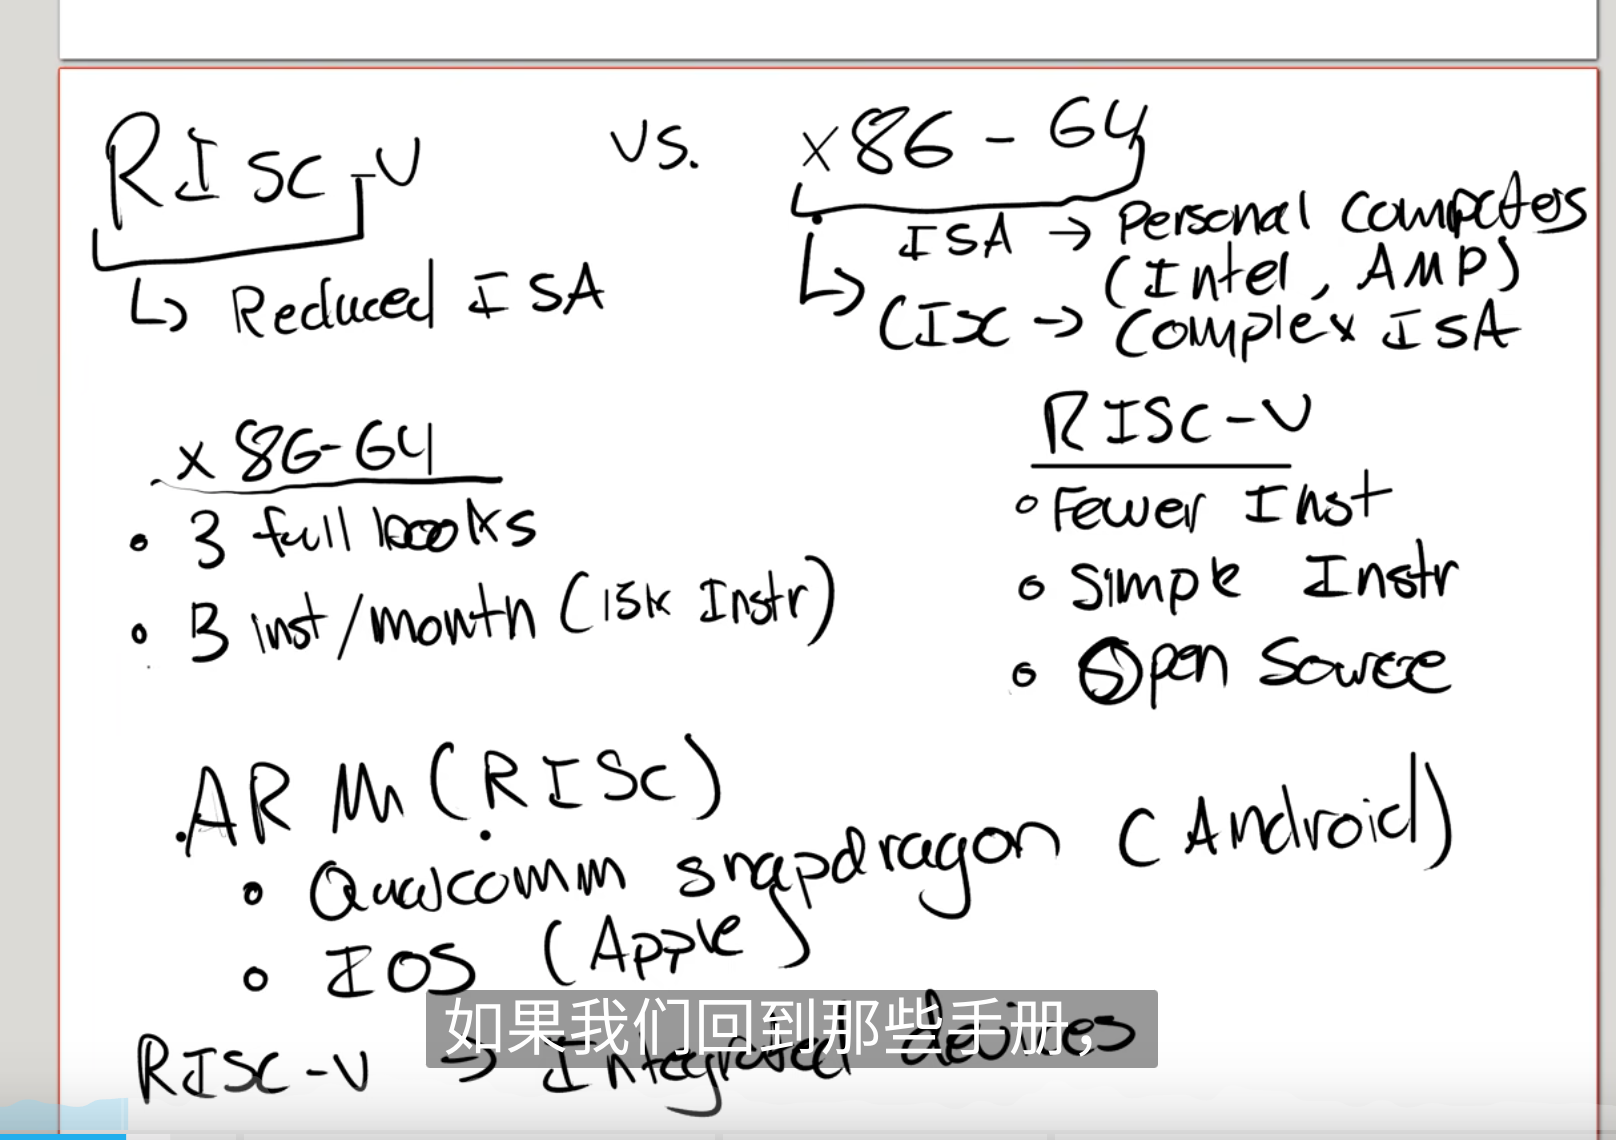 RISC-V vs. x86-64
ISA → Personal computers
(Intel, AMD)
↳ Reduced ISA
↳ CISC → Complex ISA
x86-64
• 3 full books
• 3 inst/month (15k Instr)
RISC-V
• Fewer Inst
• Simple Instr
• Open Source
ARM (RISC)
• Qualcomm snapdragon (Android)
• IOS (Apple)
如果我们回到那些手册，
RISC-V → Integrated devices